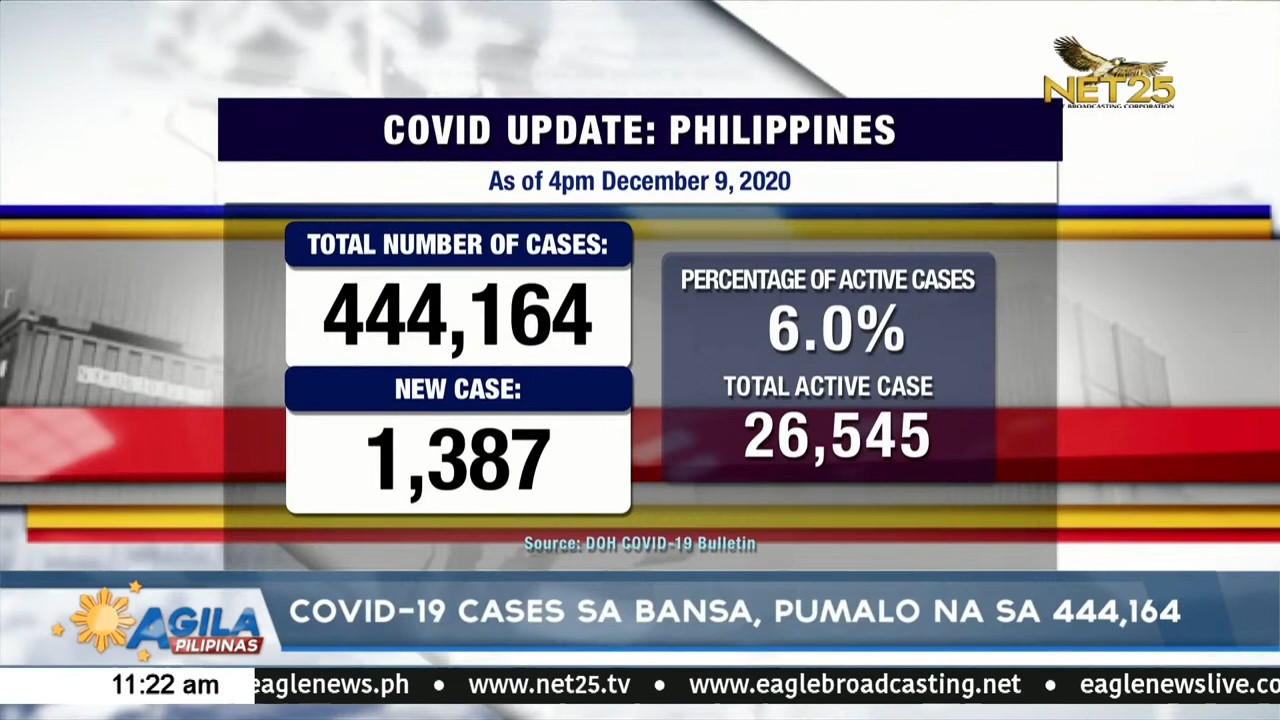 NET25
BROADCASTING CORPORATION
COVID UPDATE: PHILIPPINES
As of 4pm December 9, 2020
TOTAL NUMBER OF CASES:
444,164
NEW CASE:
1,387
PERCENTAGE OF ACTIVE CASES
6.0%
TOTAL ACTIVE CASE
26,545
Source: DOH COVID-19 Bulletin
AGILA
PILIPINAS
COVID-19 CASES SA BANSA, PUMALO NA SA 444,164
11:22 am
eaglenews.ph • www.net25.tv • www.eaglebroadcasting.net • eaglenewslive.co